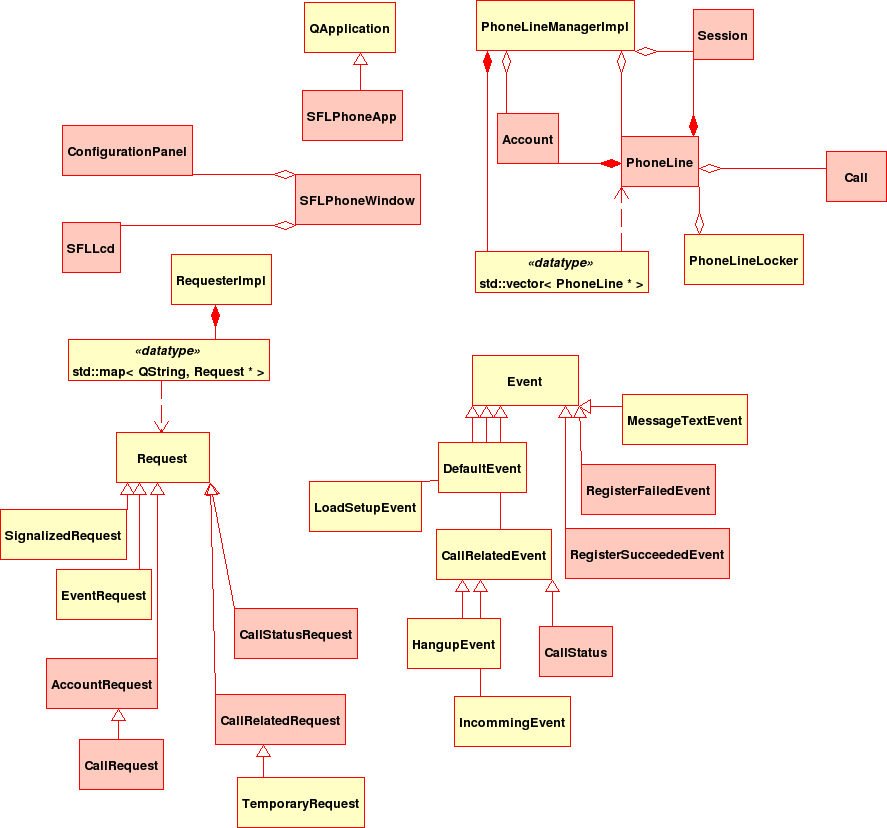 QApplication
PhoneLineManagerImpl
Session
SFLPhoneApp
Account
ConfigurationPanel
PhoneLine
Call
SFLPhoneWindow
SFLLcd
PhoneLineLocker
«datatype»
std::vector< PhoneLine * >
RequesterImpl
«datatype»
std::map< QString, Request * >
Event
MessageTextEvent
Request
DefaultEvent
RegisterFailedEvent
LoadSetupEvent
SignalizedRequest
CallRelatedEvent
RegisterSucceededEvent
EventRequest
CallStatusRequest
HangupEvent
CallStatus
AccountRequest
CallRelatedRequest
IncommingEvent
CallRequest
TemporaryRequest